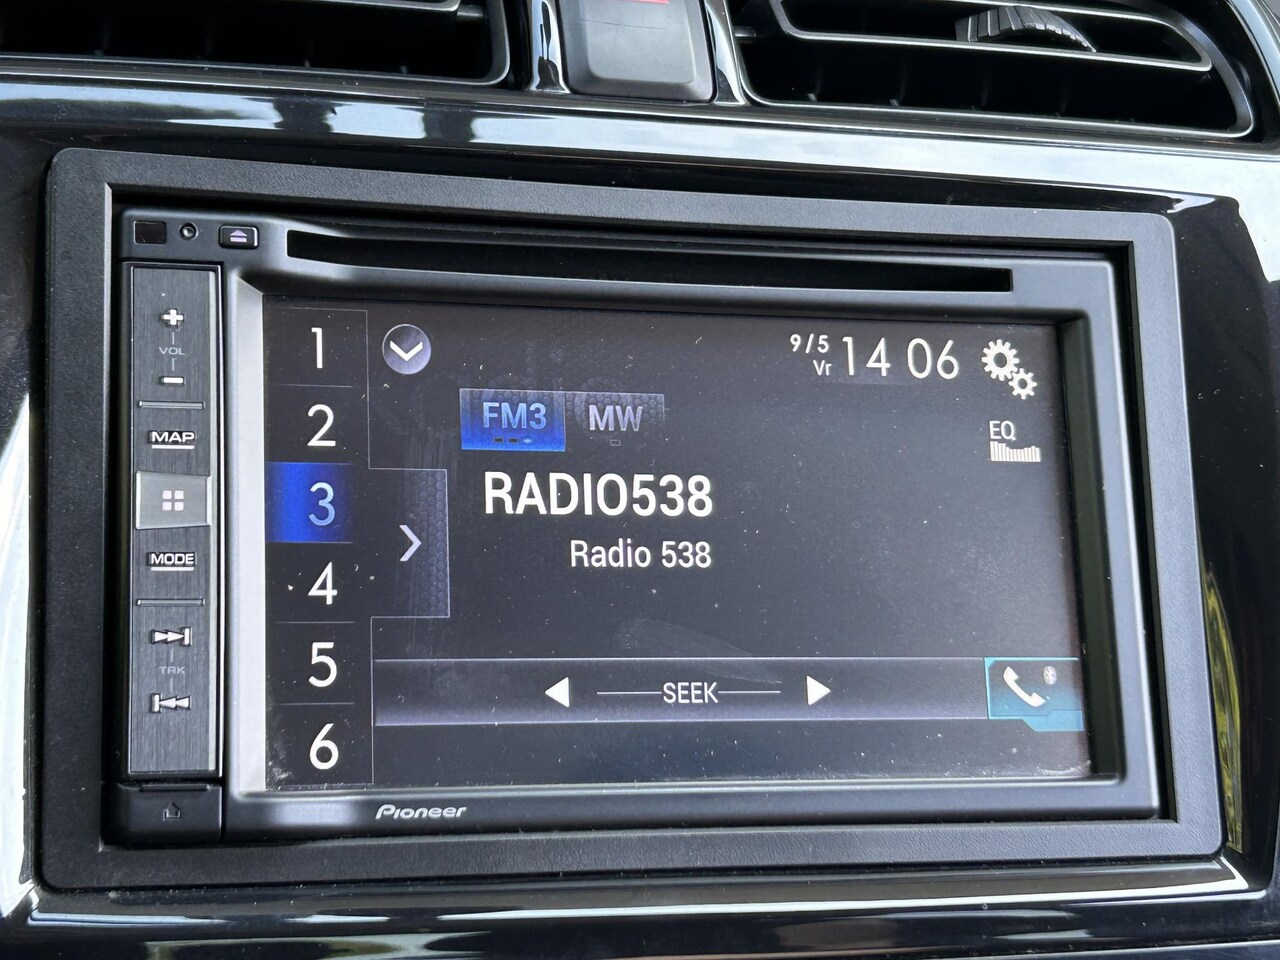 VOL
MAP
MODE
TRK
1
2
3
4
5
6
9/5
Vr
14 06
FM3
MW
EQ
RADIO538
Radio 538
SEEK
Pioneer